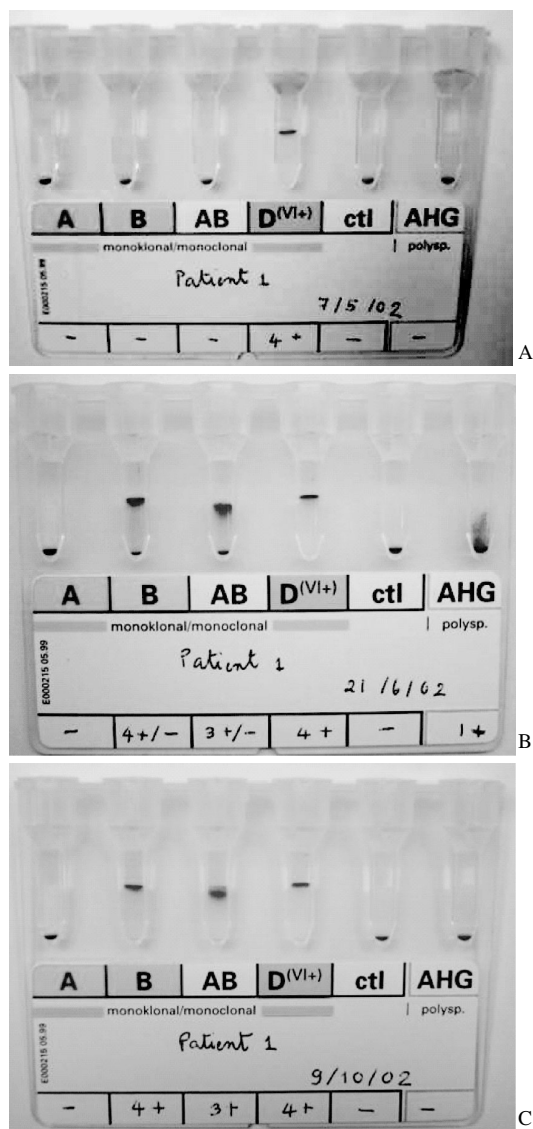 A B AB D(VI+) ctl AHG
monoklonal/monoclonal polysp.
E000215 05.99
Patient 1
7/5/02
- - - 4+ - -
A
A B AB D(VI+) ctl AHG
monoklonal/monoclonal polysp.
E000215 05.99
Patient 1
21/6/02
- 4+/- 3+/- 4+ - 1+
B
A B AB D(VI+) ctl AHG
monoklonal/monoclonal polysp.
E000215 05.99
Patient 1
9/10/02
- 4+ 3+ 4+ - -
C